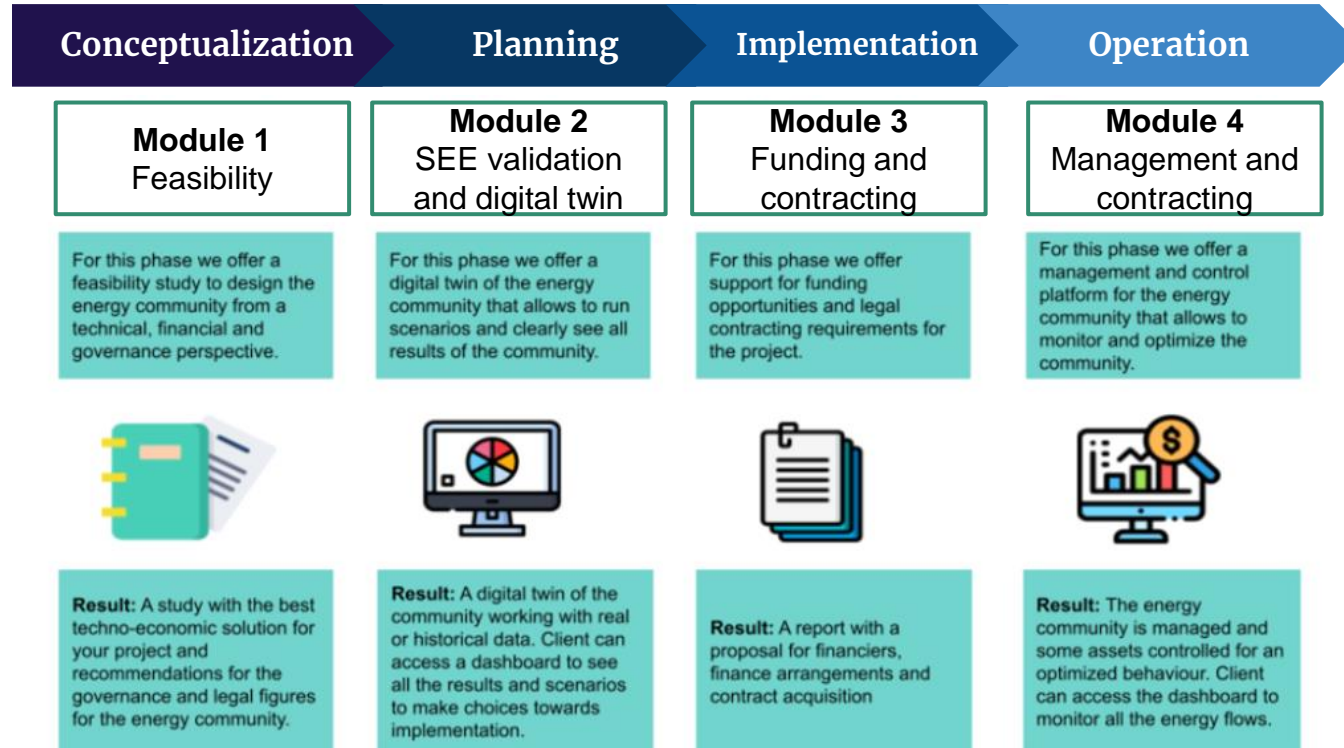 Conceptualization
Planning
Implementation
Operation
Module 1
Feasibility
Module 2
SEE validation
and digital twin
Module 3
Funding and
contracting
Module 4
Management and
contracting
For this phase we offer a
feasibility study to design the
energy community from a
technical, financial and
governance perspective.
For this phase we offer a
digital twin of the energy
community that allows to run
scenarios and clearly see all
results of the community.
For this phase we offer
support for funding
opportunities and legal
contracting requirements for
the project.
For this phase we offer a
management and control
platform for the energy
community that allows to
monitor and optimize the
community.
$
Result: A study with the best
techno-economic solution for
your project and
recommendations for the
governance and legal figures
for the energy community.
Result: A digital twin of the
community working with real
or historical data. Client can
access a dashboard to see
all the results and scenarios
to make choices towards
implementation.
Result: A report with a
proposal for financiers,
finance arrangements and
contract acquisition
Result: The energy
community is managed and
some assets controlled for an
optimized behaviour. Client
can access the dashboard to
monitor all the energy flows.